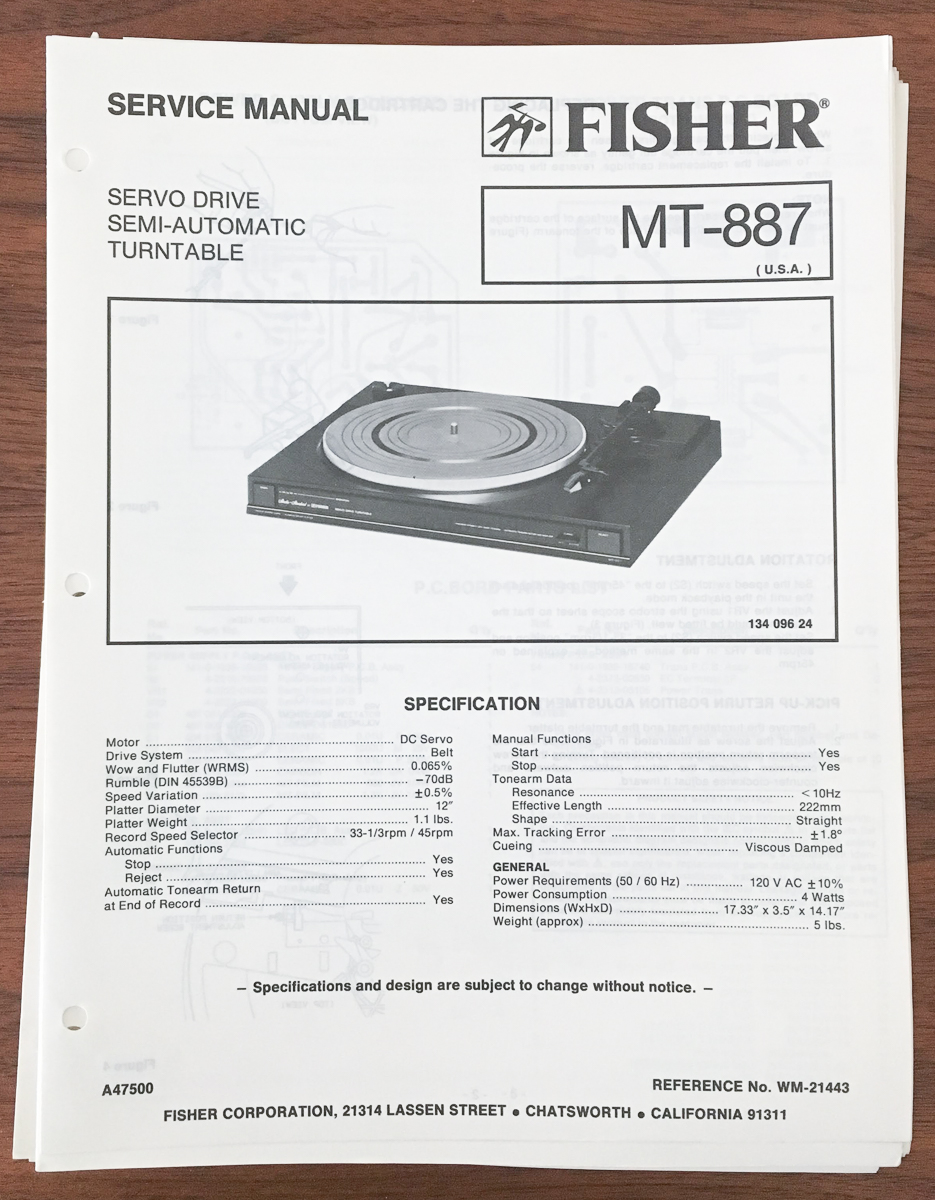 SERVICE MANUAL
FISHER®
SERVO DRIVE
SEMI-AUTOMATIC
TURNTABLE
MT-887
( U.S.A. )
134 096 24
SPECIFICATION
Motor ........ DC Servo
Drive System ........ Belt
Wow and Flutter (WRMS) ........ 0.065%
Rumble (DIN 45539B) ........ −70dB
Speed Variation ........ ±0.5%
Platter Diameter ........ 12″
Platter Weight ........ 1.1 lbs.
Record Speed Selector ........ 33-1/3rpm / 45rpm
Automatic Functions
Stop ........ Yes
Reject ........ Yes
Automatic Tonearm Return
at End of Record ........ Yes
Manual Functions
Start ........ Yes
Stop ........ Yes
Tonearm Data
Resonance ........ < 10Hz
Effective Length ........ 222mm
Shape ........ Straight
Max. Tracking Error ........ ±1.8°
Cueing ........ Viscous Damped
GENERAL
Power Requirements (50 / 60 Hz) ........ 120 V AC ±10%
Power Consumption ........ 4 Watts
Dimensions (WxHxD) ........ 17.33″ x 3.5″ x 14.17″
Weight (approx) ........ 5 lbs.
– Specifications and design are subject to change without notice. –
A47500
REFERENCE No. WM-21443
FISHER CORPORATION, 21314 LASSEN STREET ● CHATSWORTH ● CALIFORNIA 91311